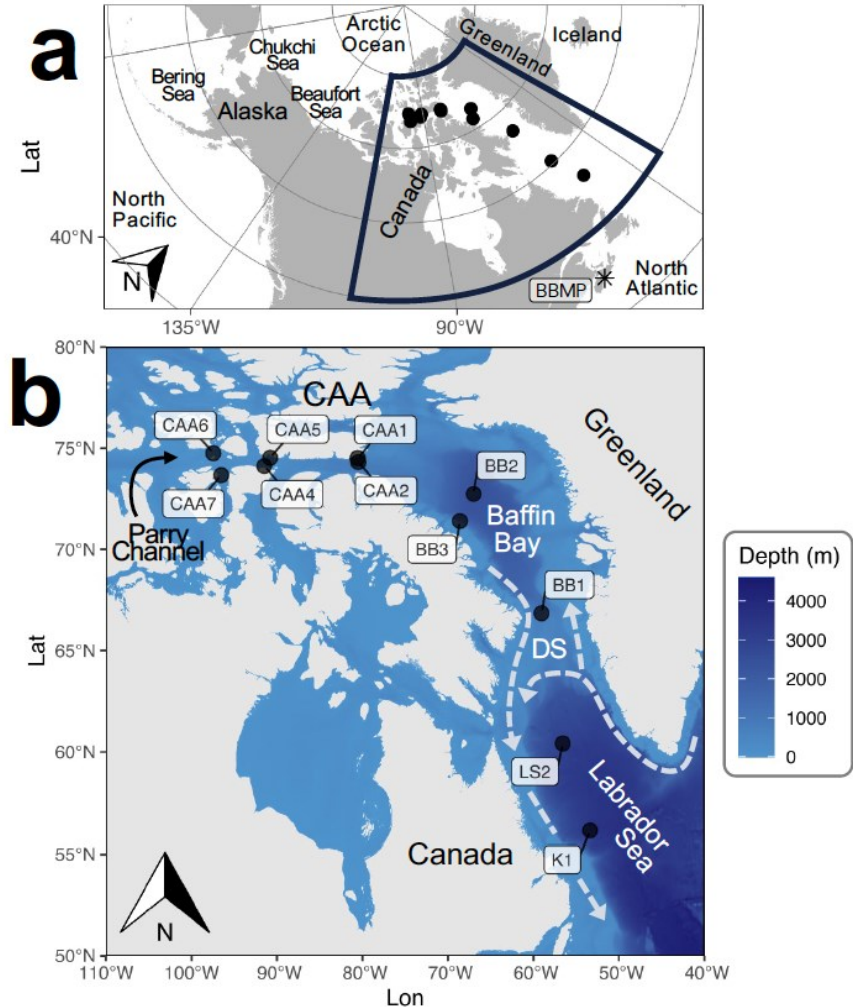 a
Arctic
Ocean
Greenland
Iceland
Chukchi
Sea
Bering
Sea
Beaufort
Sea
Alaska
Lat
Canada
North
Pacific
40°N
N
BBMP
North
Atlantic
135°W
90°W
b
80°N
CAA
CAA6
CAA5
CAA1
Greenland
75°N
CAA7
CAA4
CAA2
BB2
Parry
Channel
Baffin
Bay
BB3
70°N
BB1
Depth (m)
4000
3000
2000
1000
0
DS
Lat
65°N
60°N
LS2
Labrador
Sea
Canada
K1
55°N
N
50°N
110°W
100°W
90°W
80°W
70°W
60°W
50°W
40°W
Lon